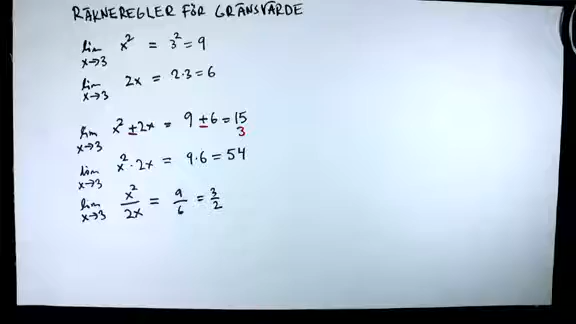 RÄKNEREGLER FÖR GRÄNSVÄRDE
lim x→3 x² = 3² = 9
lim x→3 2x = 2·3 = 6
lim x→3 x² ± 2x = 9 ± 6 = 15
3
lim x→3 x² · 2x = 9·6 = 54
lim x→3 x²/2x = 9/6 = 3/2